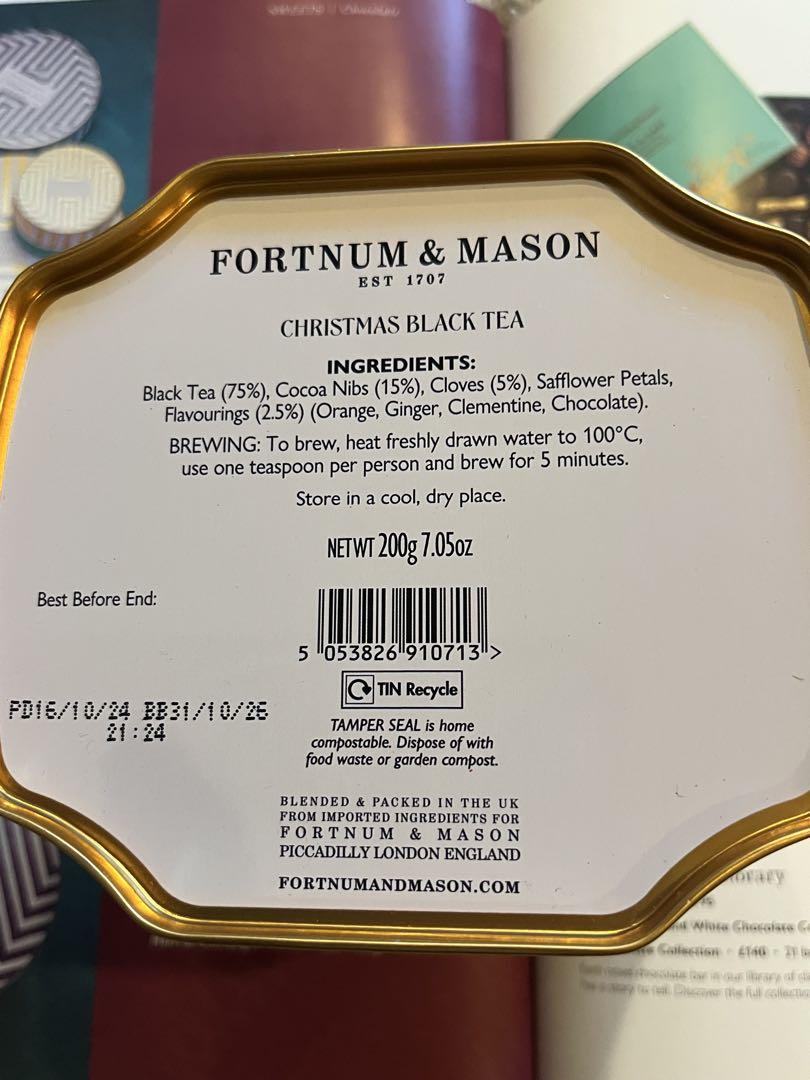 FORTNUM & MASON
EST 1707
CHRISTMAS BLACK TEA
INGREDIENTS:
Black Tea (75%), Cocoa Nibs (15%), Cloves (5%), Safflower Petals,
Flavourings (2.5%) (Orange, Ginger, Clementine, Chocolate).
BREWING: To brew, heat freshly drawn water to 100°C,
use one teaspoon per person and brew for 5 minutes.
Store in a cool, dry place.
NET WT 200g 7.05oz
Best Before End:
5 053826 910713 >
TIN Recycle
PD16/10/24 BB31/10/26
21:24
TAMPER SEAL is home
compostable. Dispose of with
food waste or garden compost.
BLENDED & PACKED IN THE UK
FROM IMPORTED INGREDIENTS FOR
FORTNUM & MASON
PICCADILLY LONDON ENGLAND
FORTNUMANDMASON.COM
White Chocolate
Collection - £140